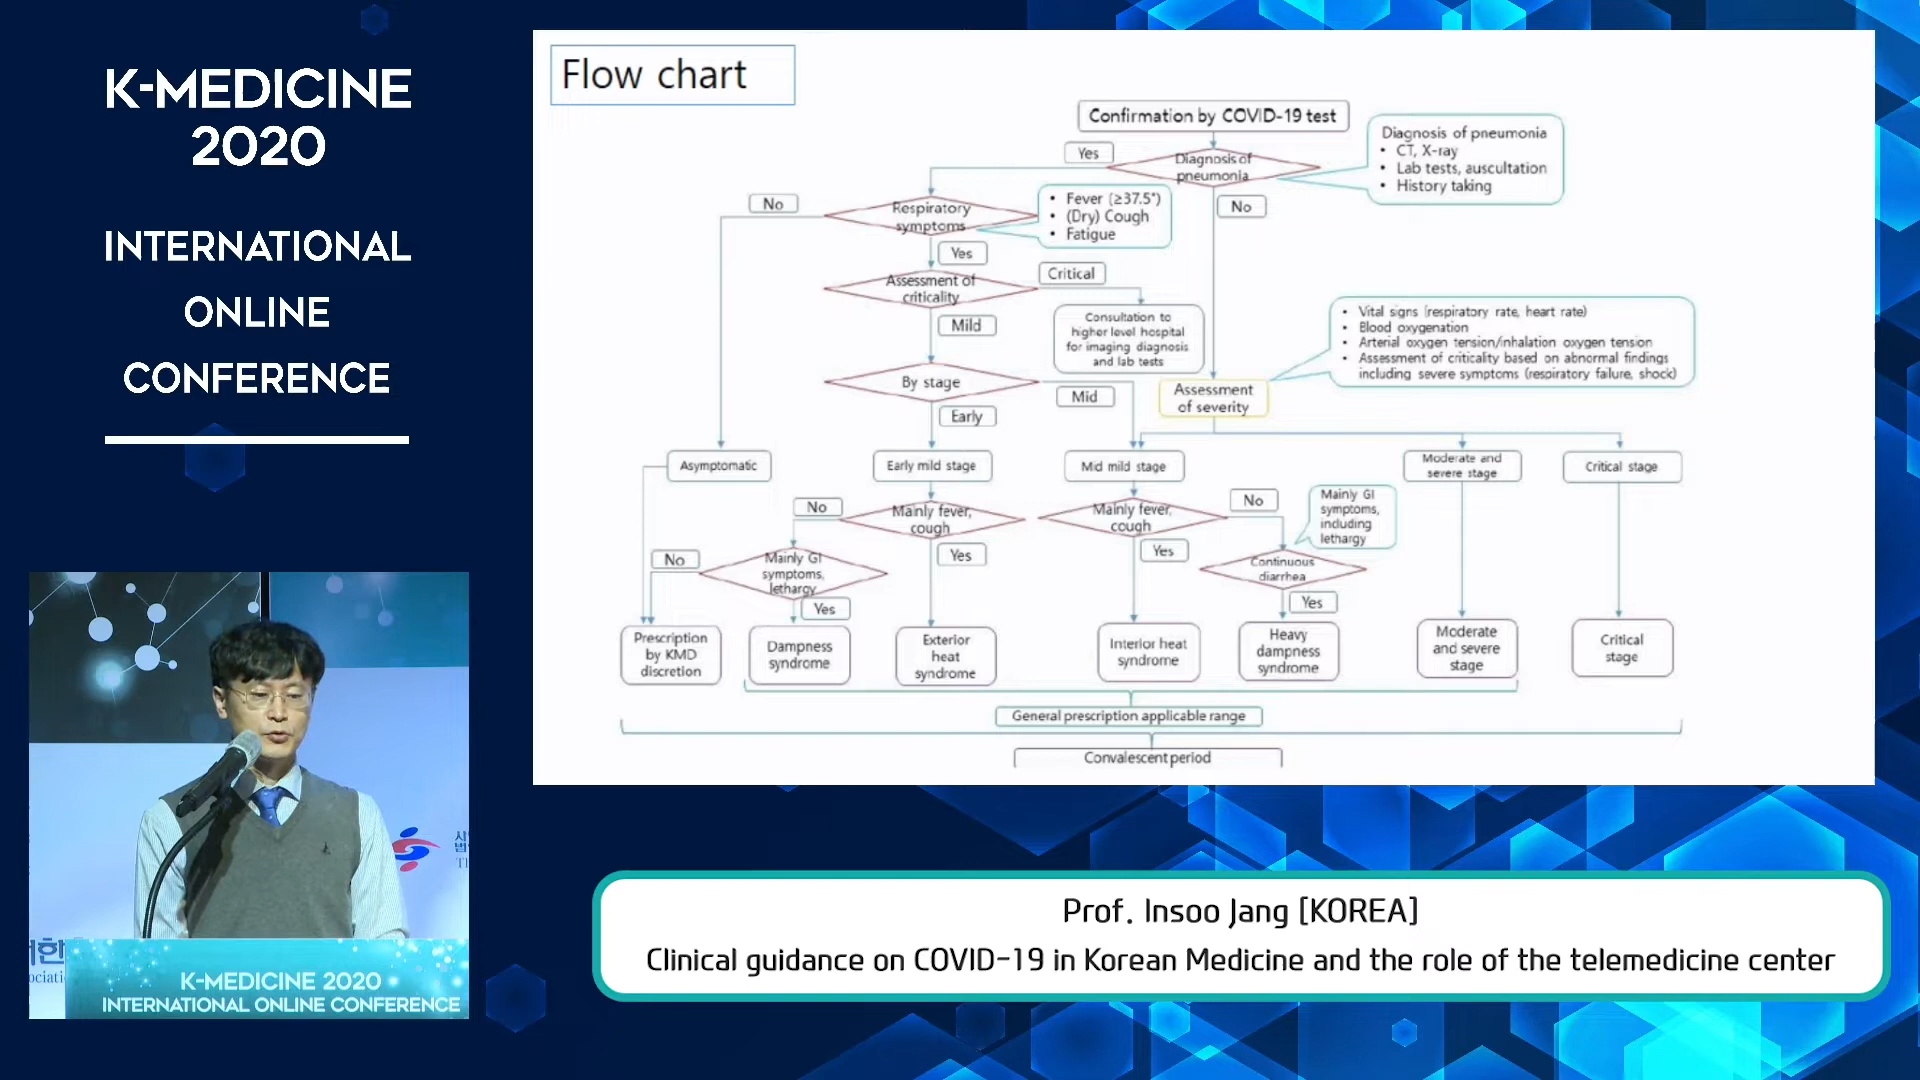 K-MEDICINE
2020
INTERNATIONAL
ONLINE
CONFERENCE
Flow chart
Confirmation by COVID-19 test
Diagnosis of
pneumonia
Yes
No
Diagnosis of pneumonia
• CT, X-ray
• Lab tests, auscultation
• History taking
Respiratory
symptoms
No
Yes
• Fever (≥37.5°)
• (Dry) Cough
• Fatigue
Assessment of
criticality
Critical
Mild
Consultation to
higher level hospital
for imaging diagnosis
and lab tests
• Vital signs (respiratory rate, heart rate)
• Blood oxygenation
• Arterial oxygen tension/inhalation oxygen tension
• Assessment of criticality based on abnormal findings
including severe symptoms (respiratory failure, shock)
By stage
Mid
Early
Assessment
of severity
Asymptomatic
Early mild stage
Mid mild stage
Moderate and
severe stage
Critical stage
Mainly fever,
cough
No
Yes
Mainly fever,
cough
No
Yes
Mainly GI
symptoms,
including
lethargy
Mainly GI
symptoms,
lethargy
No
Yes
Continuous
diarrhea
Yes
Prescription
by KMD
discretion
Dampness
syndrome
Exterior
heat
syndrome
Interior heat
syndrome
Heavy
dampness
syndrome
Moderate
and severe
stage
Critical
stage
General prescription applicable range
Convalescent period
K-MEDICINE 2020
INTERNATIONAL ONLINE CONFERENCE
Prof. Insoo Jang [KOREA]
Clinical guidance on COVID-19 in Korean Medicine and the role of the telemedicine center